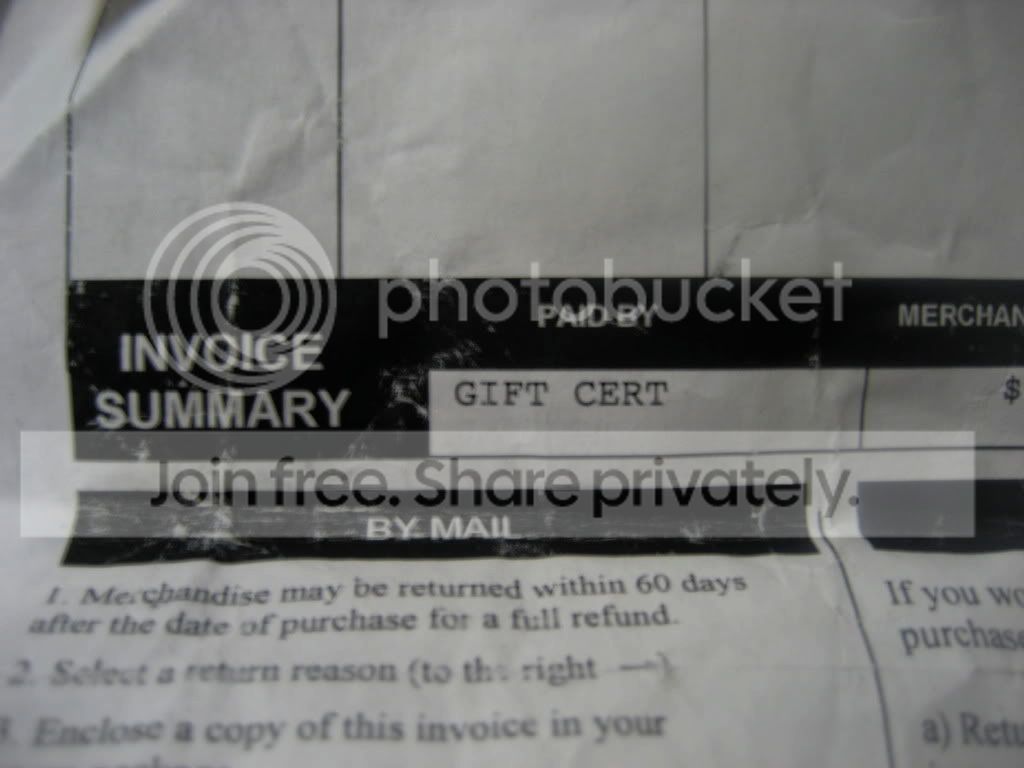 photobucket
PAID BY
MERCHAN
INVOICE
SUMMARY
GIFT CERT
$
Join free. Share privately.
BY MAIL
1. Merchandise may be returned within 60 days
after the date of purchase for a full refund.
2. Select a return reason (to the right →)
3. Enclose a copy of this invoice in your
If you wo
purchase
a) Retu